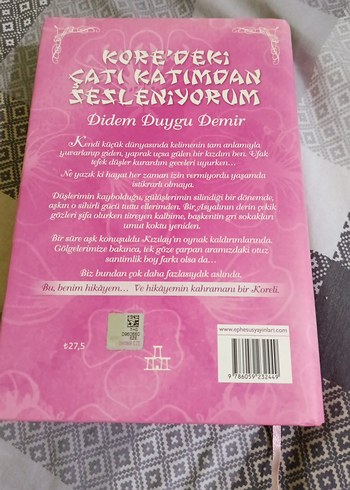 KORE'DEKİ
ÇATI KATIMDAN
SESLENİYORUM
Didem Duygu Demir
Kendi küçük dünyasında kelimenin tam anlamıyla
yuvarlanıp giden, yaprak uçsa gülen bir kızdım ben. Ufak
tefek düşler kurardım geceleri uyurken...
Ne yazık ki hayat her zaman izin vermiyordu yaşamda
istikrarlı olmaya.
Düşlerimin kaybolduğu, gülüşlerimin silindiği bir dönemde,
aşkın o sihirli gücü tuttu ellerimden. Bir Asyalının derin çekik
gözleri şifa olurken titreyen kalbime, başkentin gri sokakları
umut koktu yeniden.
Bir süre aşk konuşuldu Kızılay'ın oynak kaldırımlarında.
Gölgelerimize bakınca, tek göze çarpan aramızdaki otuz
santimlik boy farkı olsa da...
Biz bundan çok daha fazlasıydık aslında.
Bu, benim hikâyem... Ve hikâyemin kahramanı bir Koreli.
www.ephesusyayinlari.com
₺27,5
9 786059 232449